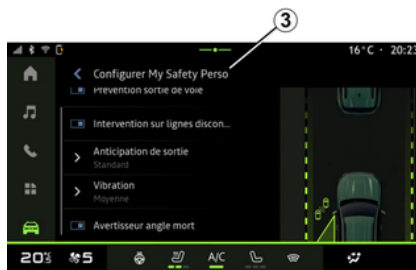 3
16°C · 20:23
Configurer My Safety Perso
Prévention sortie de voie
Intervention sur lignes discon...
Anticipation de sortie
Standard
Vibration
Moyenne
Avertisseur angle mort
20 5 A/C